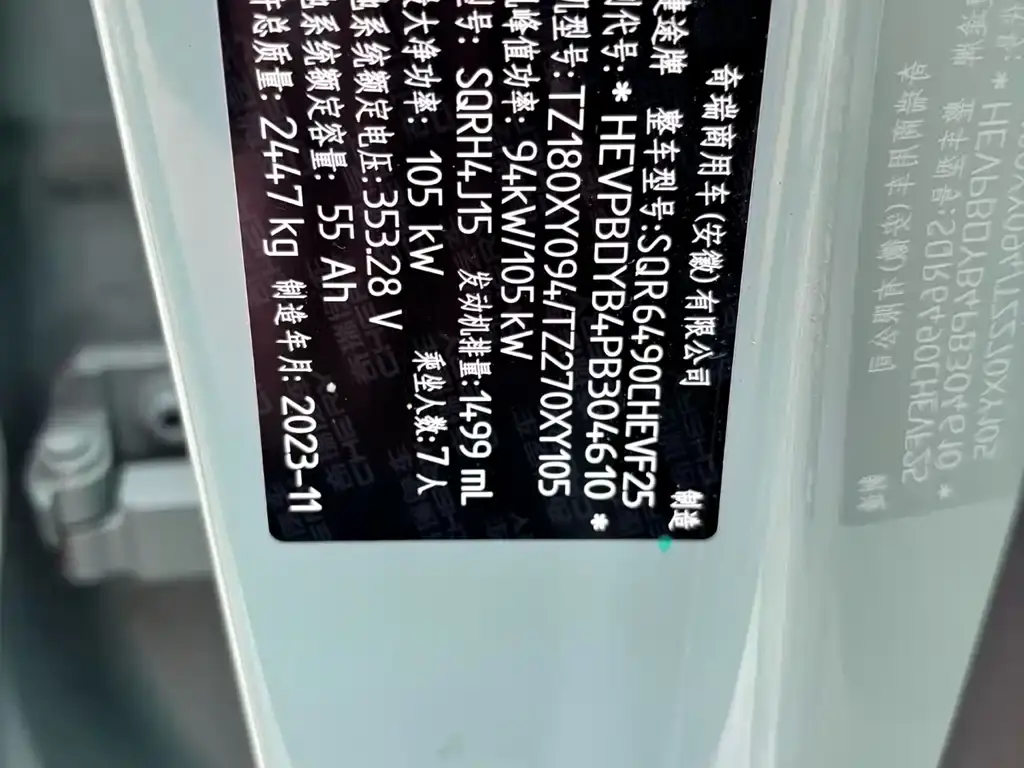 奇瑞商用车(安徽)有限公司 制造
途牌 整车型号:SQR6490CHEVF25
代号: * HEVPBDYB4PB304610 *
机型号: TZ180XY094/TZ270XY105
峰值功率: 94kW/105 kW
号: SQRH4J15 发动机排量:1499 mL
大净功率: 105 kW 乘坐人数:7 人
系统额定电压:353.28 V
系统额定容量: 55 Ah
总质量: 2447 kg 制造年月: 2023-11